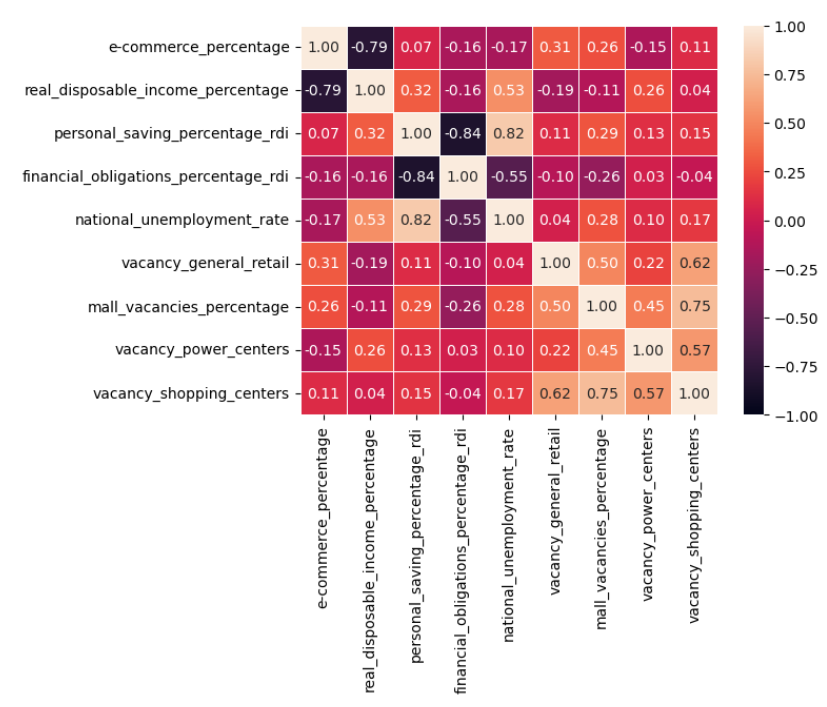 e-commerce_percentage 1.00 -0.79 0.07 -0.16 -0.17 0.31 0.26 -0.15 0.11
real_disposable_income_percentage -0.79 1.00 0.32 -0.16 0.53 -0.19 -0.11 0.26 0.04
personal_saving_percentage_rdi 0.07 0.32 1.00 -0.84 0.82 0.11 0.29 0.13 0.15
financial_obligations_percentage_rdi -0.16 -0.16 -0.84 1.00 -0.55 -0.10 -0.26 0.03 -0.04
national_unemployment_rate -0.17 0.53 0.82 -0.55 1.00 0.04 0.28 0.10 0.17
vacancy_general_retail 0.31 -0.19 0.11 -0.10 0.04 1.00 0.50 0.22 0.62
mall_vacancies_percentage 0.26 -0.11 0.29 -0.26 0.28 0.50 1.00 0.45 0.75
vacancy_power_centers -0.15 0.26 0.13 0.03 0.10 0.22 0.45 1.00 0.57
vacancy_shopping_centers 0.11 0.04 0.15 -0.04 0.17 0.62 0.75 0.57 1.00
e-commerce_percentage
real_disposable_income_percentage
personal_saving_percentage_rdi
financial_obligations_percentage_rdi
national_unemployment_rate
vacancy_general_retail
mall_vacancies_percentage
vacancy_power_centers
vacancy_shopping_centers
1.00
0.75
0.50
0.25
0.00
−0.25
−0.50
−0.75
−1.00